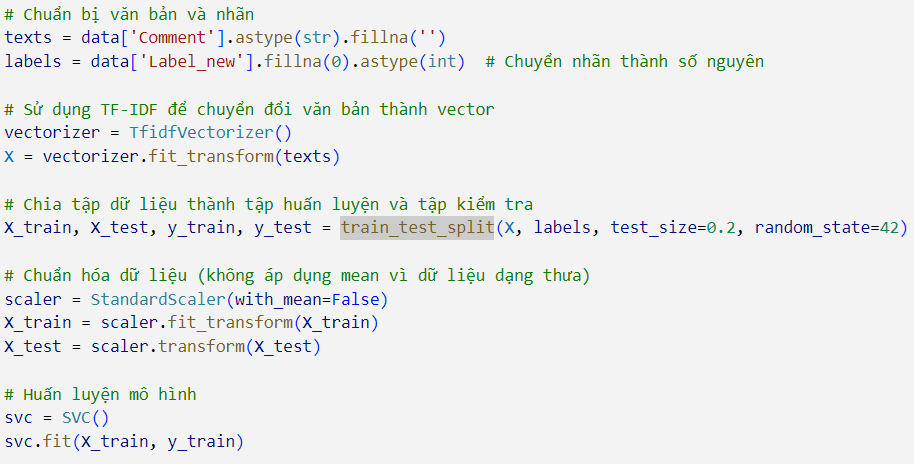 # Chuẩn bị văn bản và nhãn
texts = data['Comment'].astype(str).fillna('')
labels = data['Label_new'].fillna(0).astype(int)  # Chuyển nhãn thành số nguyên
# Sử dụng TF-IDF để chuyển đổi văn bản thành vector
vectorizer = TfidfVectorizer()
X = vectorizer.fit_transform(texts)
# Chia tập dữ liệu thành tập huấn luyện và tập kiểm tra
X_train, X_test, y_train, y_test = train_test_split(X, labels, test_size=0.2, random_state=42)
# Chuẩn hóa dữ liệu (không áp dụng mean vì dữ liệu dạng thưa)
scaler = StandardScaler(with_mean=False)
X_train = scaler.fit_transform(X_train)
X_test = scaler.transform(X_test)
# Huấn luyện mô hình
svc = SVC()
svc.fit(X_train, y_train)